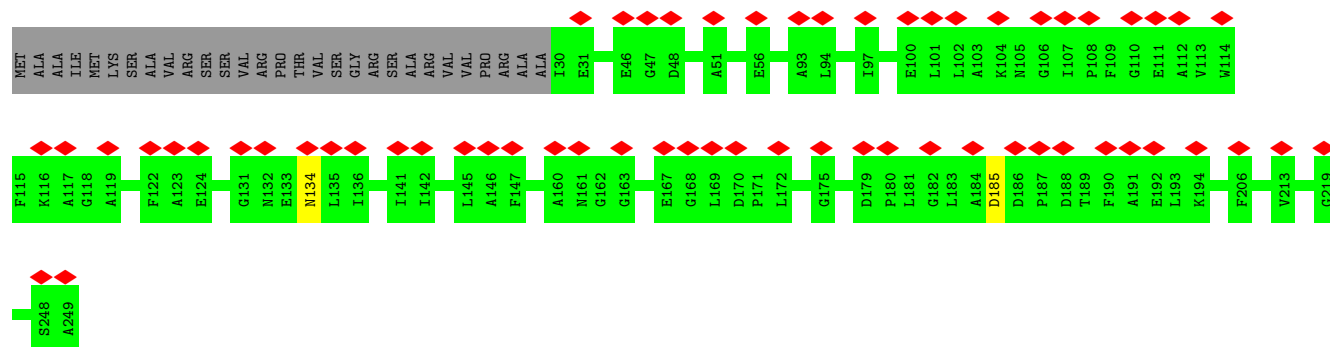 MET ALA ALA ILE MET LYS SER ALA VAL ARG SER SER VAL ARG PRO THR VAL SER GLY ARG SER ALA ARG VAL VAL PRO ARG ALA ALA I30 E31 E46 G47 D48 A51 E56 A93 L94 I97 E100 L101 L102 A103 K104 N105 G106 I107 P108 F109 G110 E111 A112 V113 W114
F115 K116 A117 G118 A119 F122 A123 E124 G131 N132 E133 N134 L135 I136 I141 I142 L145 A146 F147 A160 N161 G162 G163 E167 G168 L169 D170 P171 L172 G175 D179 P180 L181 G182 L183 A184 D185 D186 P187 D188 T189 F190 A191 E192 L193 K194 F206 V213 G219
S248 A249